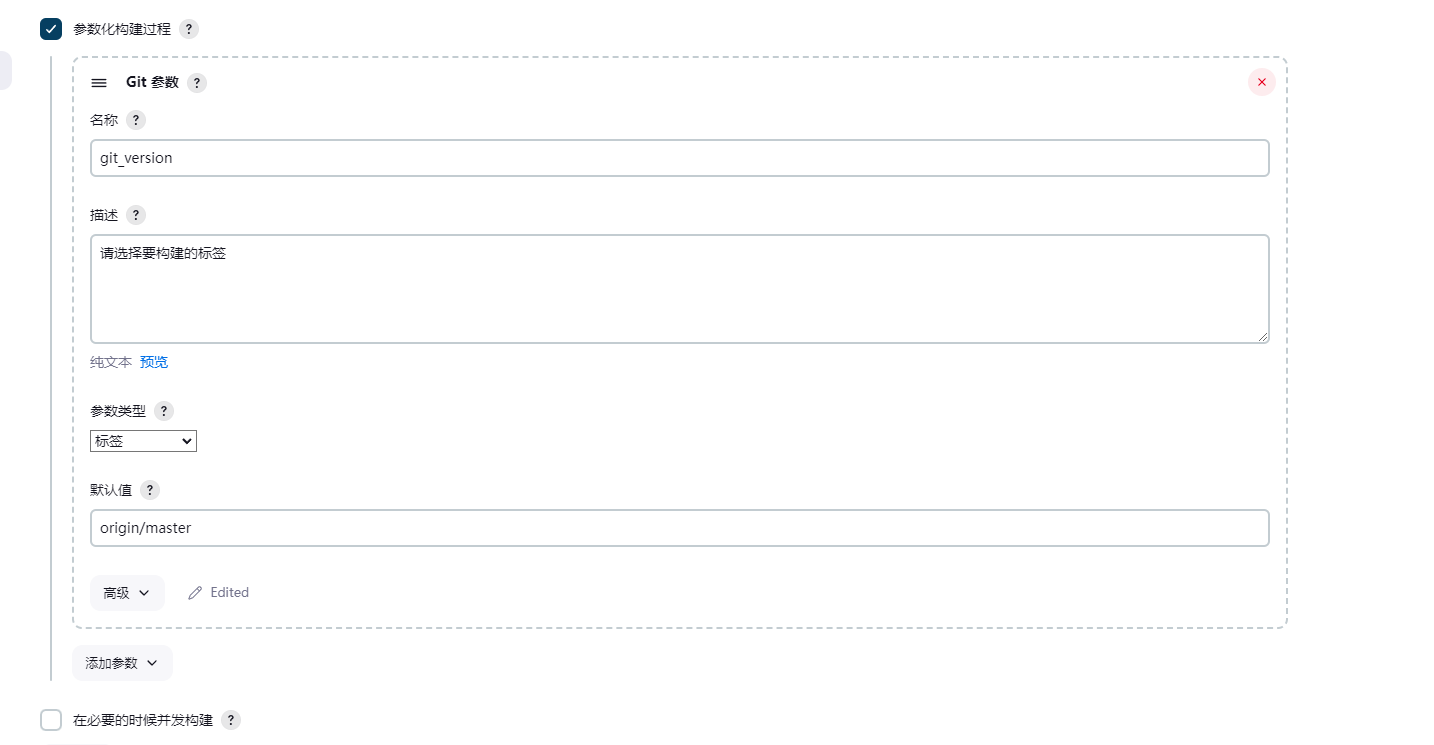 参数化构建过程 ?
Git 参数 ?
名称 ?
git_version
描述 ?
请选择要构建的标签
纯文本 预览
参数类型 ?
标签
默认值 ?
origin/master
高级 Edited
添加参数
在必要的时候并发构建 ?